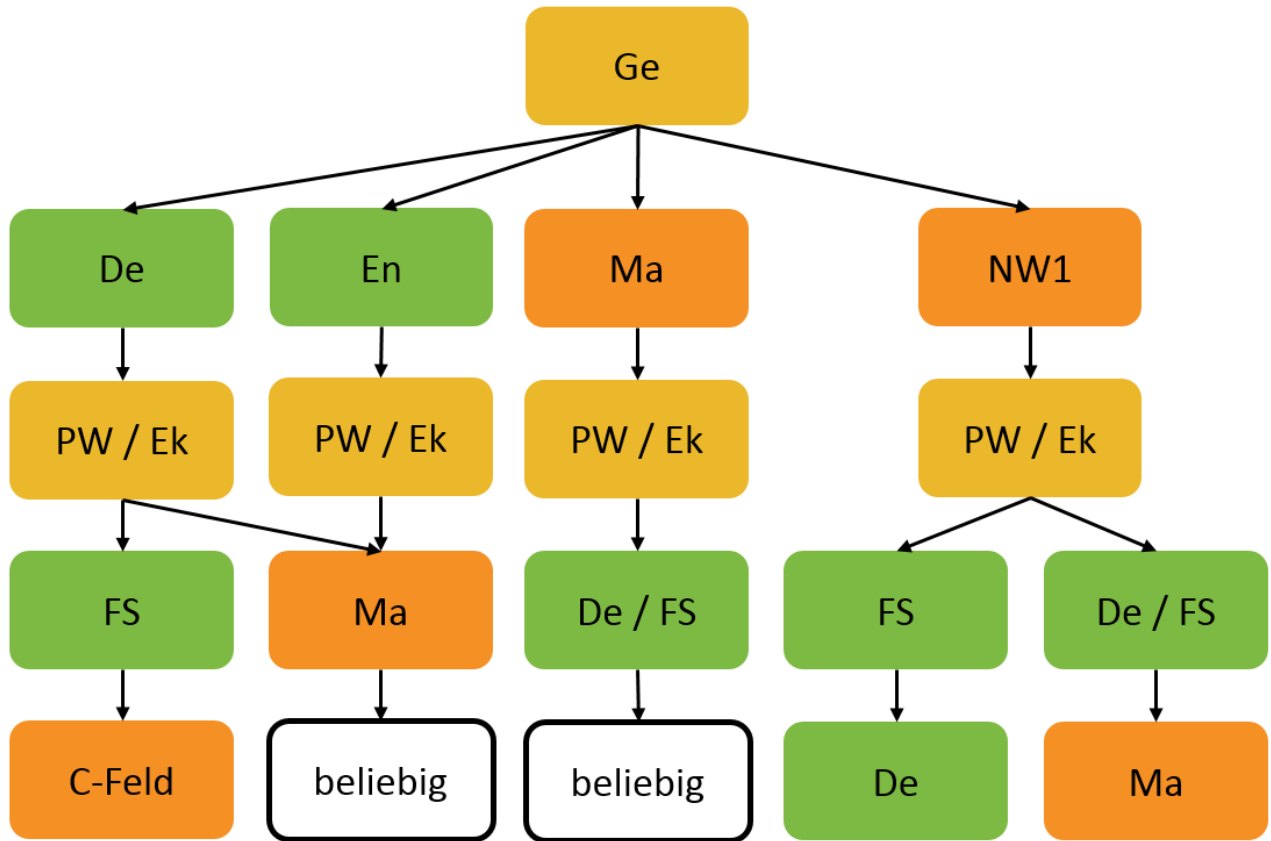 Ge
De
En
Ma
NW1
PW / Ek
PW / Ek
PW / Ek
PW / Ek
FS
Ma
De / FS
FS
De / FS
C-Feld
beliebig
beliebig
De
Ma